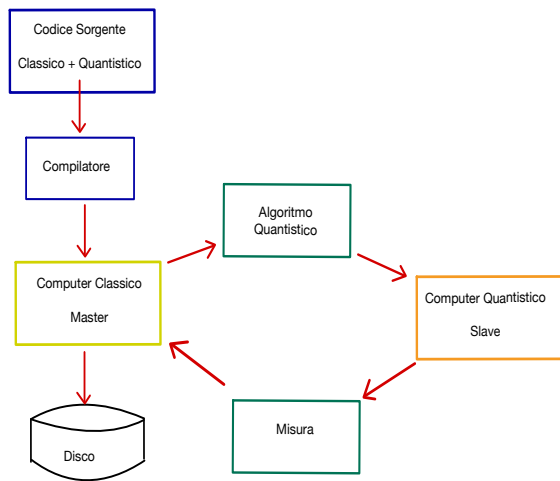 Codice Sorgente
Classico + Quantistico
Compilatore
Algoritmo
Quantistico
Computer Classico
Master
Computer Quantistico
Slave
Misura
Disco